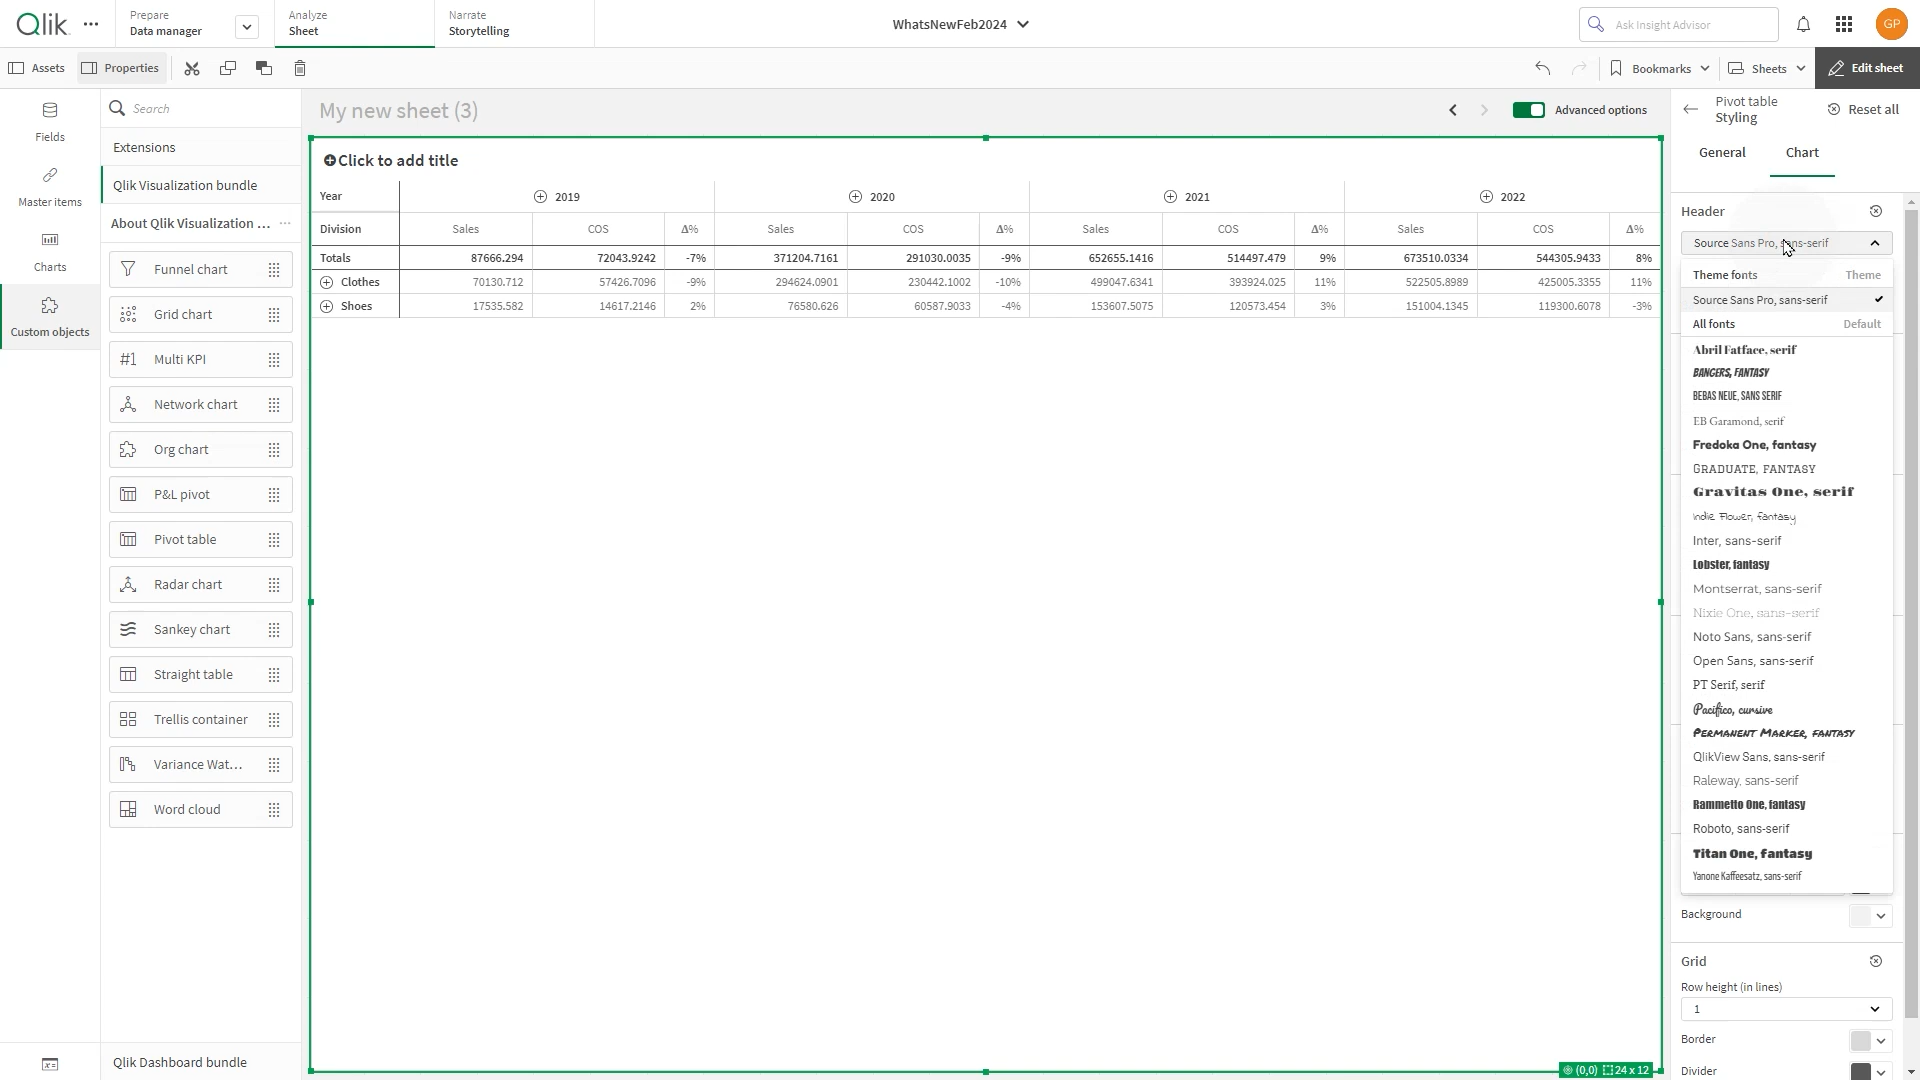 Qlik
Prepare
Data manager
Analyze
Sheet
Narrate
Storytelling
WhatsNewFeb2024
Ask Insight Advisor
GP
Assets
Properties
Bookmarks
Sheets
Edit sheet
Fields
Master items
Charts
Custom objects
Search
Extensions
Qlik Visualization bundle
About Qlik Visualization ...
Funnel chart
Grid chart
#1 Multi KPI
Network chart
Org chart
P&L pivot
Pivot table
Radar chart
Sankey chart
Straight table
Trellis container
Variance Wat...
Word cloud
Qlik Dashboard bundle
My new sheet (3)
Advanced options
Click to add title
Year 2019 2020 2021 2022
Division Sales COS Δ% Sales COS Δ% Sales COS Δ% Sales COS Δ%
Totals 87666.294 72043.9242 -7% 371204.7161 291030.0035 -9% 652655.1416 514497.479 9% 673510.0334 544305.9433 8%
Clothes 70130.712 57426.7096 -9% 294624.0901 230442.1002 -10% 499047.6341 393924.025 11% 522505.8989 425005.3355 11%
Shoes 17535.582 14617.2146 2% 76580.626 60587.9033 -4% 153607.5075 120573.454 3% 151004.1345 119300.6078 -3%
(0,0) 24 x 12
Pivot table
Styling
Reset all
General
Chart
Header
Source Sans Pro, sans-serif
Theme fonts Theme
Source Sans Pro, sans-serif
All fonts Default
Abril Fatface, serif
BANGERS, FANTASY
BEBAS NEUE, SANS SERIF
EB Garamond, serif
Fredoka One, fantasy
GRADUATE, FANTASY
Gravitas One, serif
Indie Flower, fantasy
Inter, sans-serif
Lobster, fantasy
Montserrat, sans-serif
Nixie One, sans-serif
Noto Sans, sans-serif
Open Sans, sans-serif
PT Serif, serif
Pacifico, cursive
PERMANENT MARKER, FANTASY
QlikView Sans, sans-serif
Raleway, sans-serif
Rammetto One, fantasy
Roboto, sans-serif
Titan One, fantasy
Yanone Kaffeesatz, sans-serif
Background
Grid
Row height (in lines)
1
Border
Divider